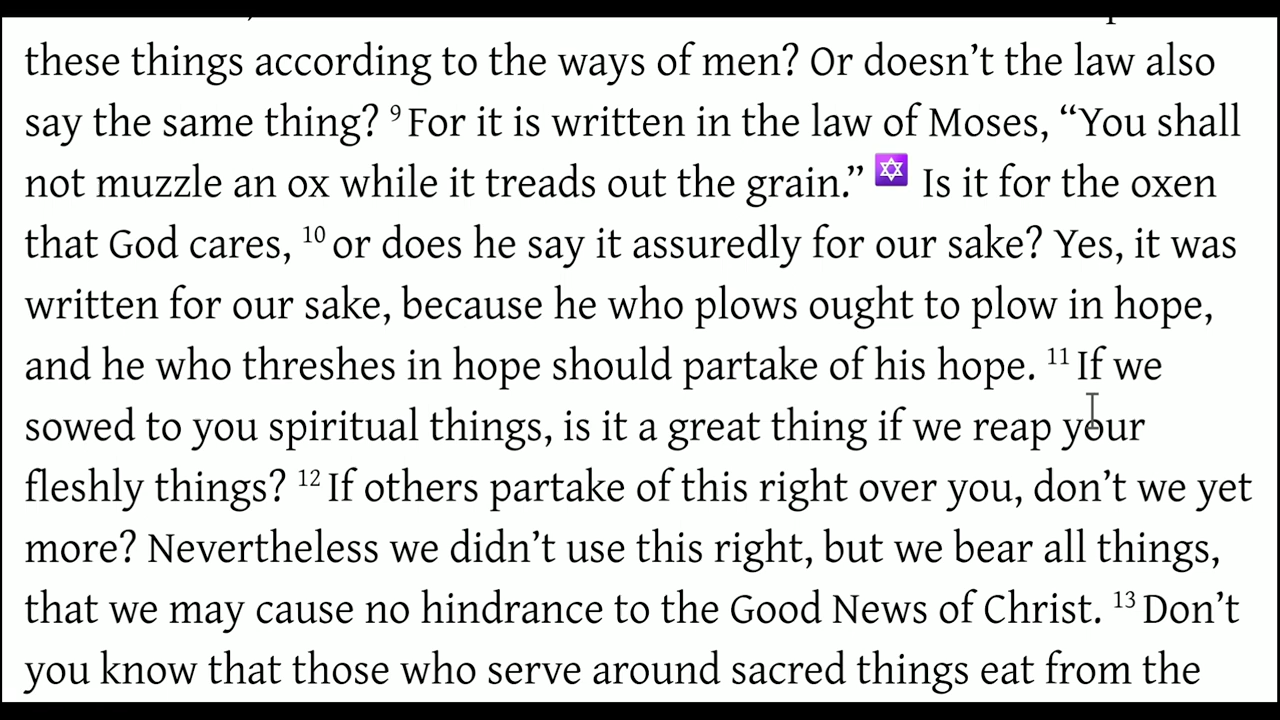 these things according to the ways of men? Or doesn’t the law also
say the same thing? 9 For it is written in the law of Moses, “You shall
not muzzle an ox while it treads out the grain.” ✡ Is it for the oxen
that God cares, 10 or does he say it assuredly for our sake? Yes, it was
written for our sake, because he who plows ought to plow in hope,
and he who threshes in hope should partake of his hope. 11 If we
sowed to you spiritual things, is it a great thing if we reap your
fleshly things? 12 If others partake of this right over you, don’t we yet
more? Nevertheless we didn’t use this right, but we bear all things,
that we may cause no hindrance to the Good News of Christ. 13 Don’t
you know that those who serve around sacred things eat from the